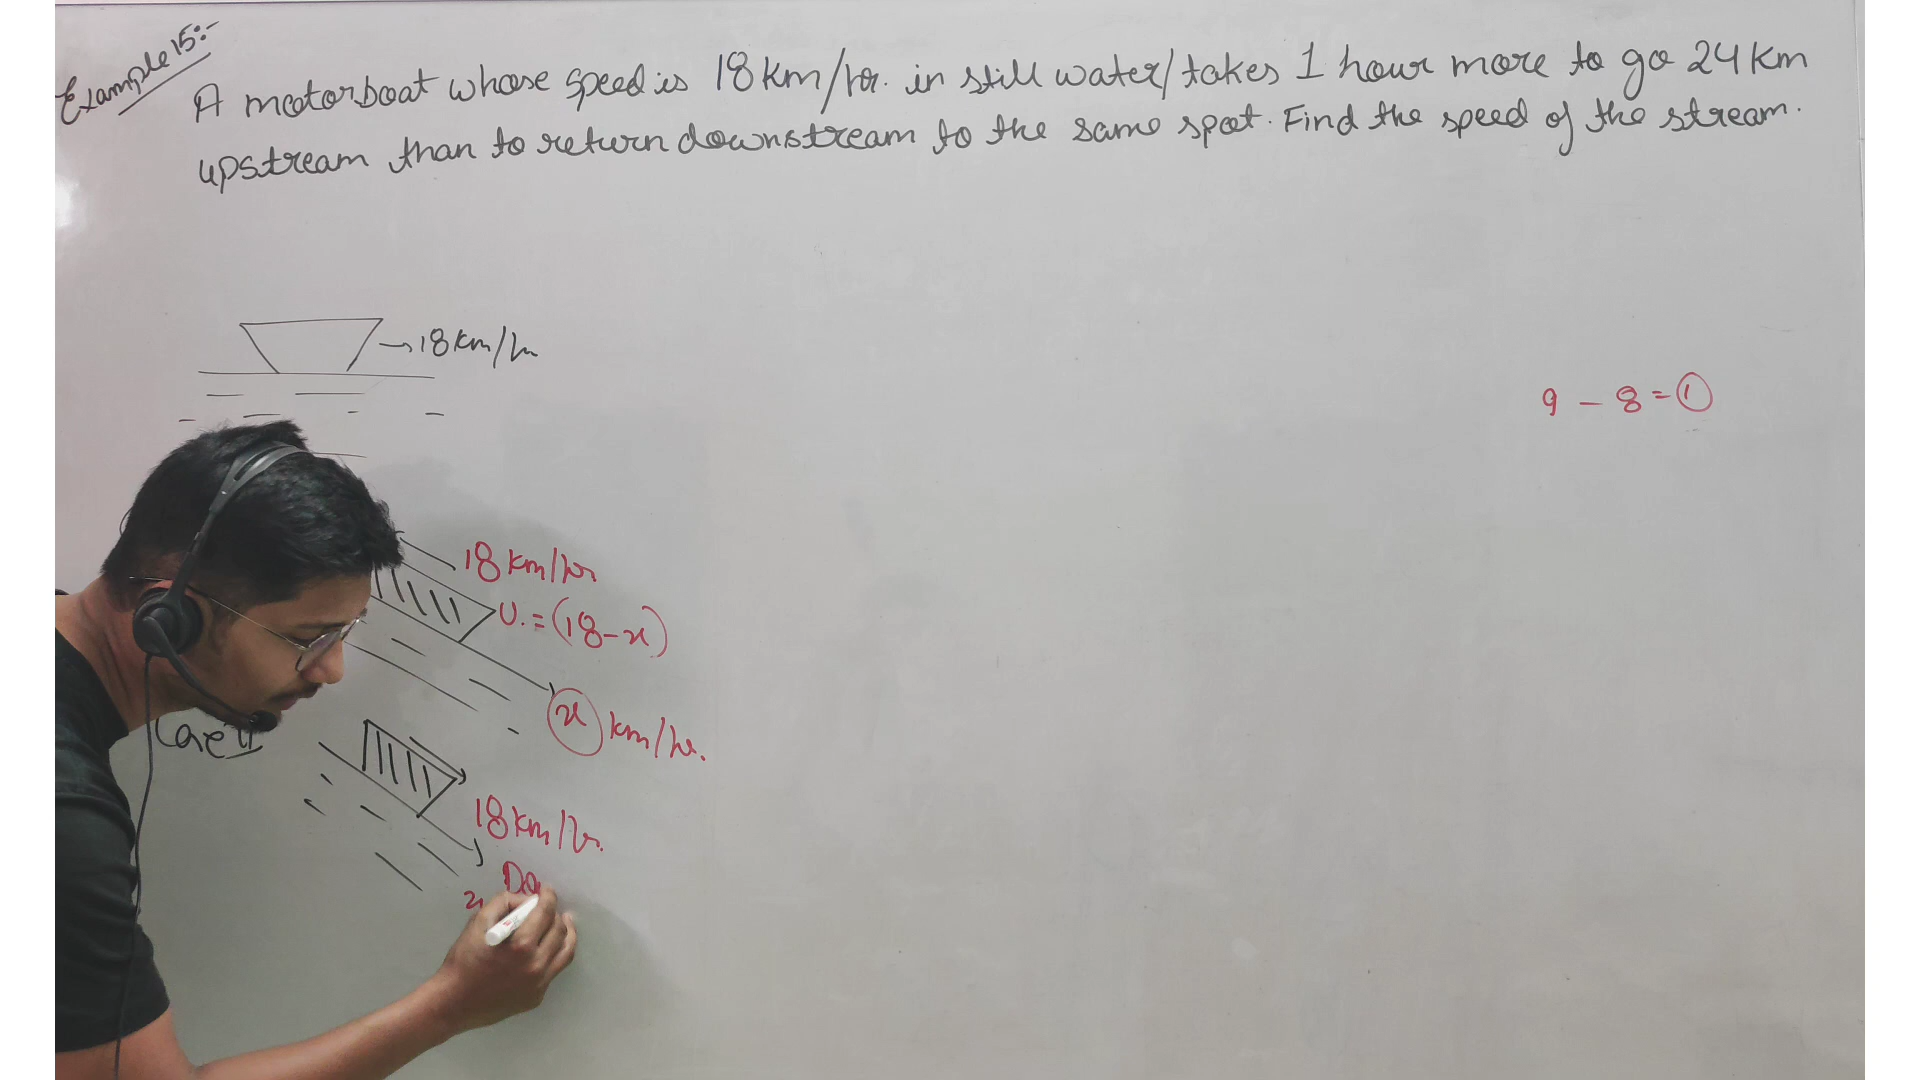 Example 15:-
A motorboat whose speed is 18 km/hr. in still water/takes 1 hour more to go 24 km
upstream than to return downstream to the same spot. Find the speed of the stream.
18 km/hr
9 - 8 = 1
18 km/hr
U. = (18-x)
x km/hr.
Case II
18 km/hr.
Do